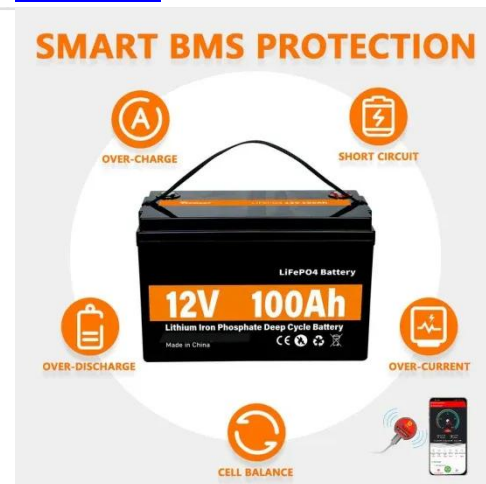 SMART BMS PROTECTION
OVER-CHARGE
SHORT CIRCUIT
LiFePO4 Battery
12V 100Ah
Lithium Iron Phosphate Deep Cycle Battery
Made in China
CE
OVER-DISCHARGE
OVER-CURRENT
CELL BALANCE